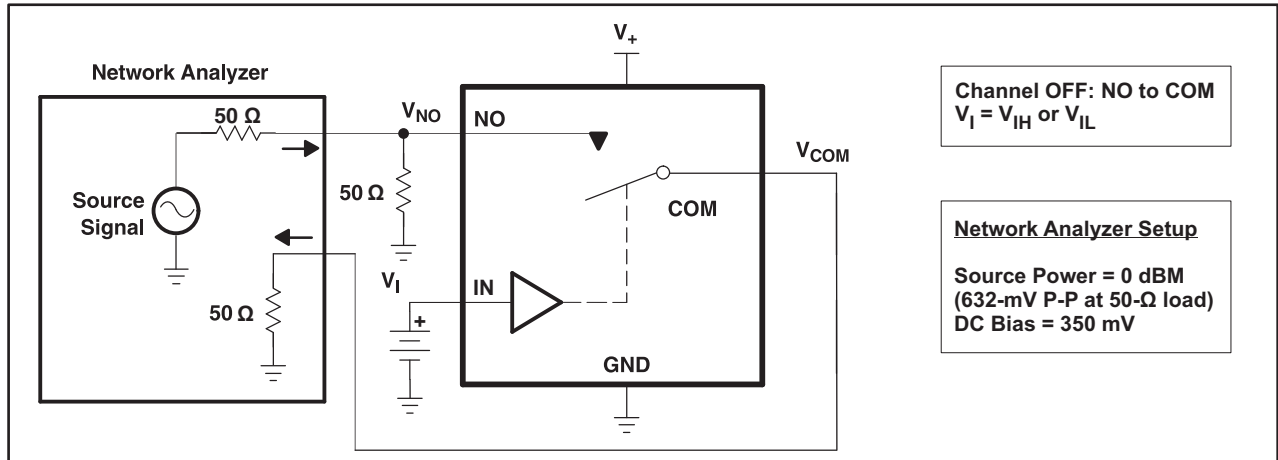 V+
Network Analyzer
50 Ω
VNO
NO
Channel OFF: NO to COM
VI = VIH or VIL
VCOM
50 Ω
Source
Signal
COM
Network Analyzer Setup
Source Power = 0 dBM
(632-mV P-P at 50-Ω load)
DC Bias = 350 mV
VI
IN
50 Ω
+
GND